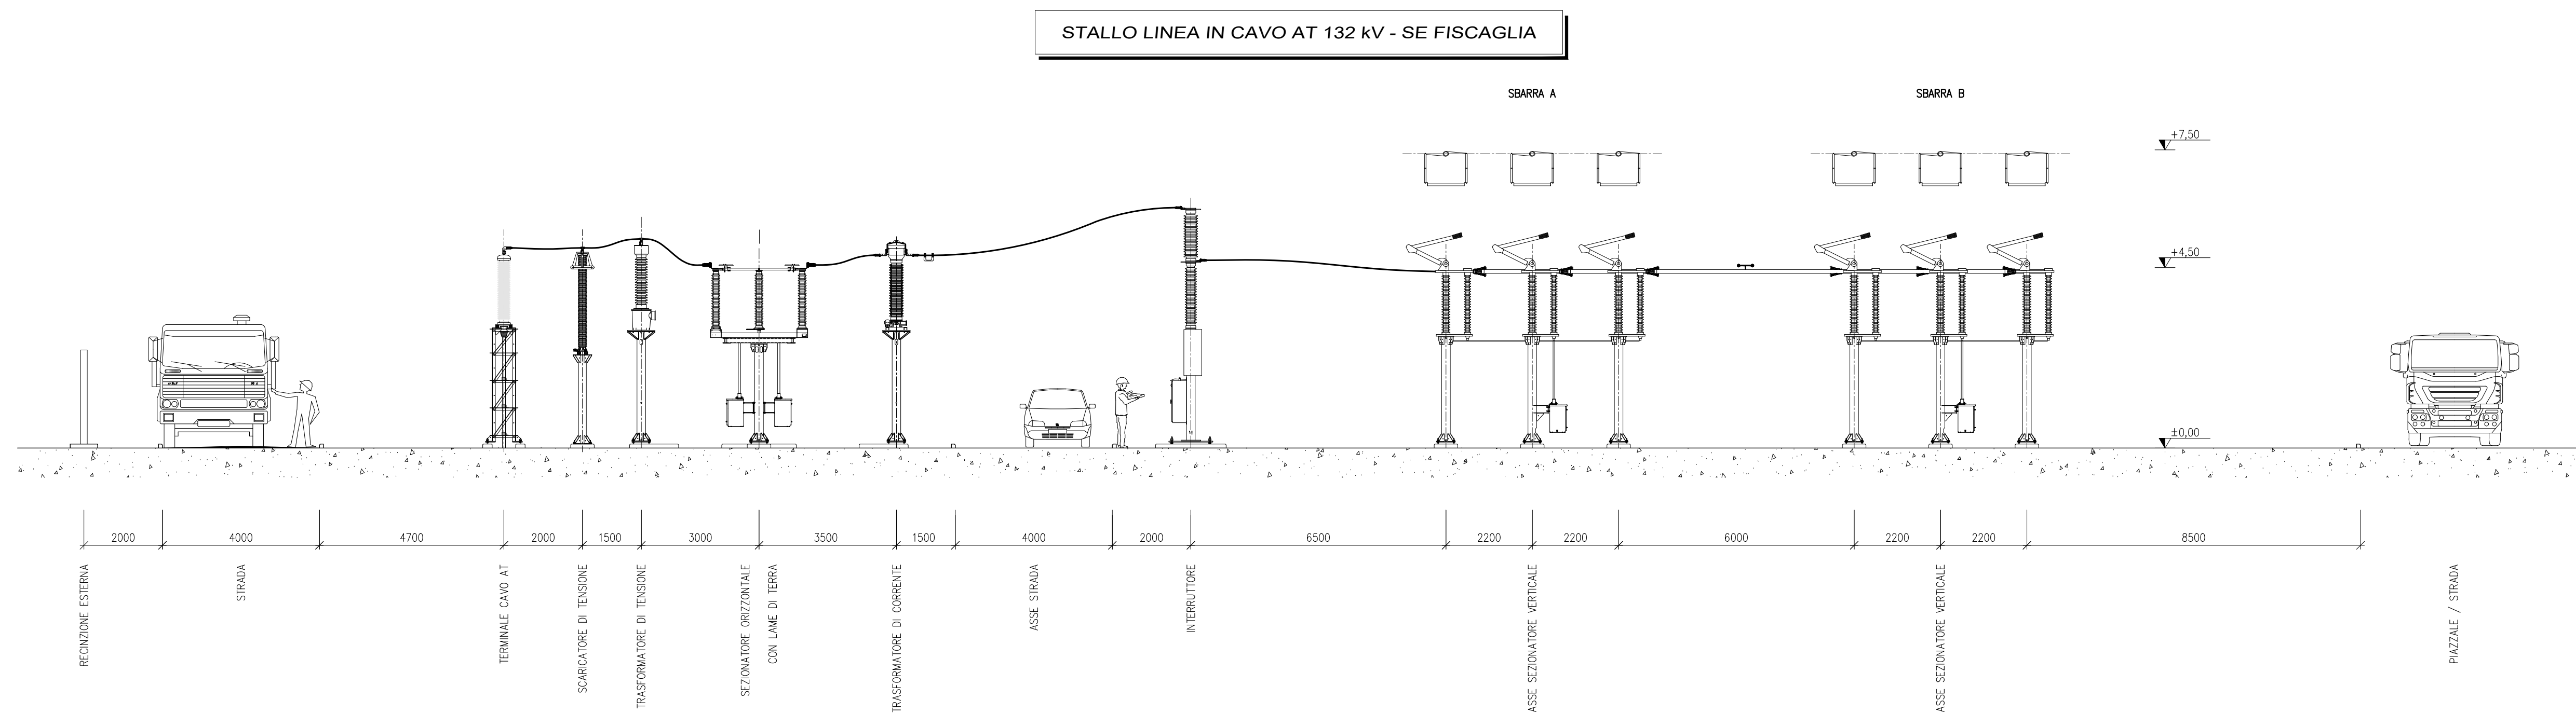 STALLO LINEA IN CAVO AT 132 kV - SE FISCAGLIA
SBARRA A
SBARRA B
+7,50
+4,50
±0,00
2000
4000
4700
2000
1500
3000
3500
1500
4000
2000
6500
2200
2200
6000
2200
2200
8500
RECINZIONE ESTERNA
STRADA
TERMINALE CAVO AT
SCARICATORE DI TENSIONE
TRASFORMATORE DI TENSIONE
SEZIONATORE ORIZZONTALE
CON LAME DI TERRA
TRASFORMATORE DI CORRENTE
ASSE STRADA
INTERRUTTORE
ASSE SEZIONATORE VERTICALE
ASSE SEZIONATORE VERTICALE
PIAZZALE / STRADA